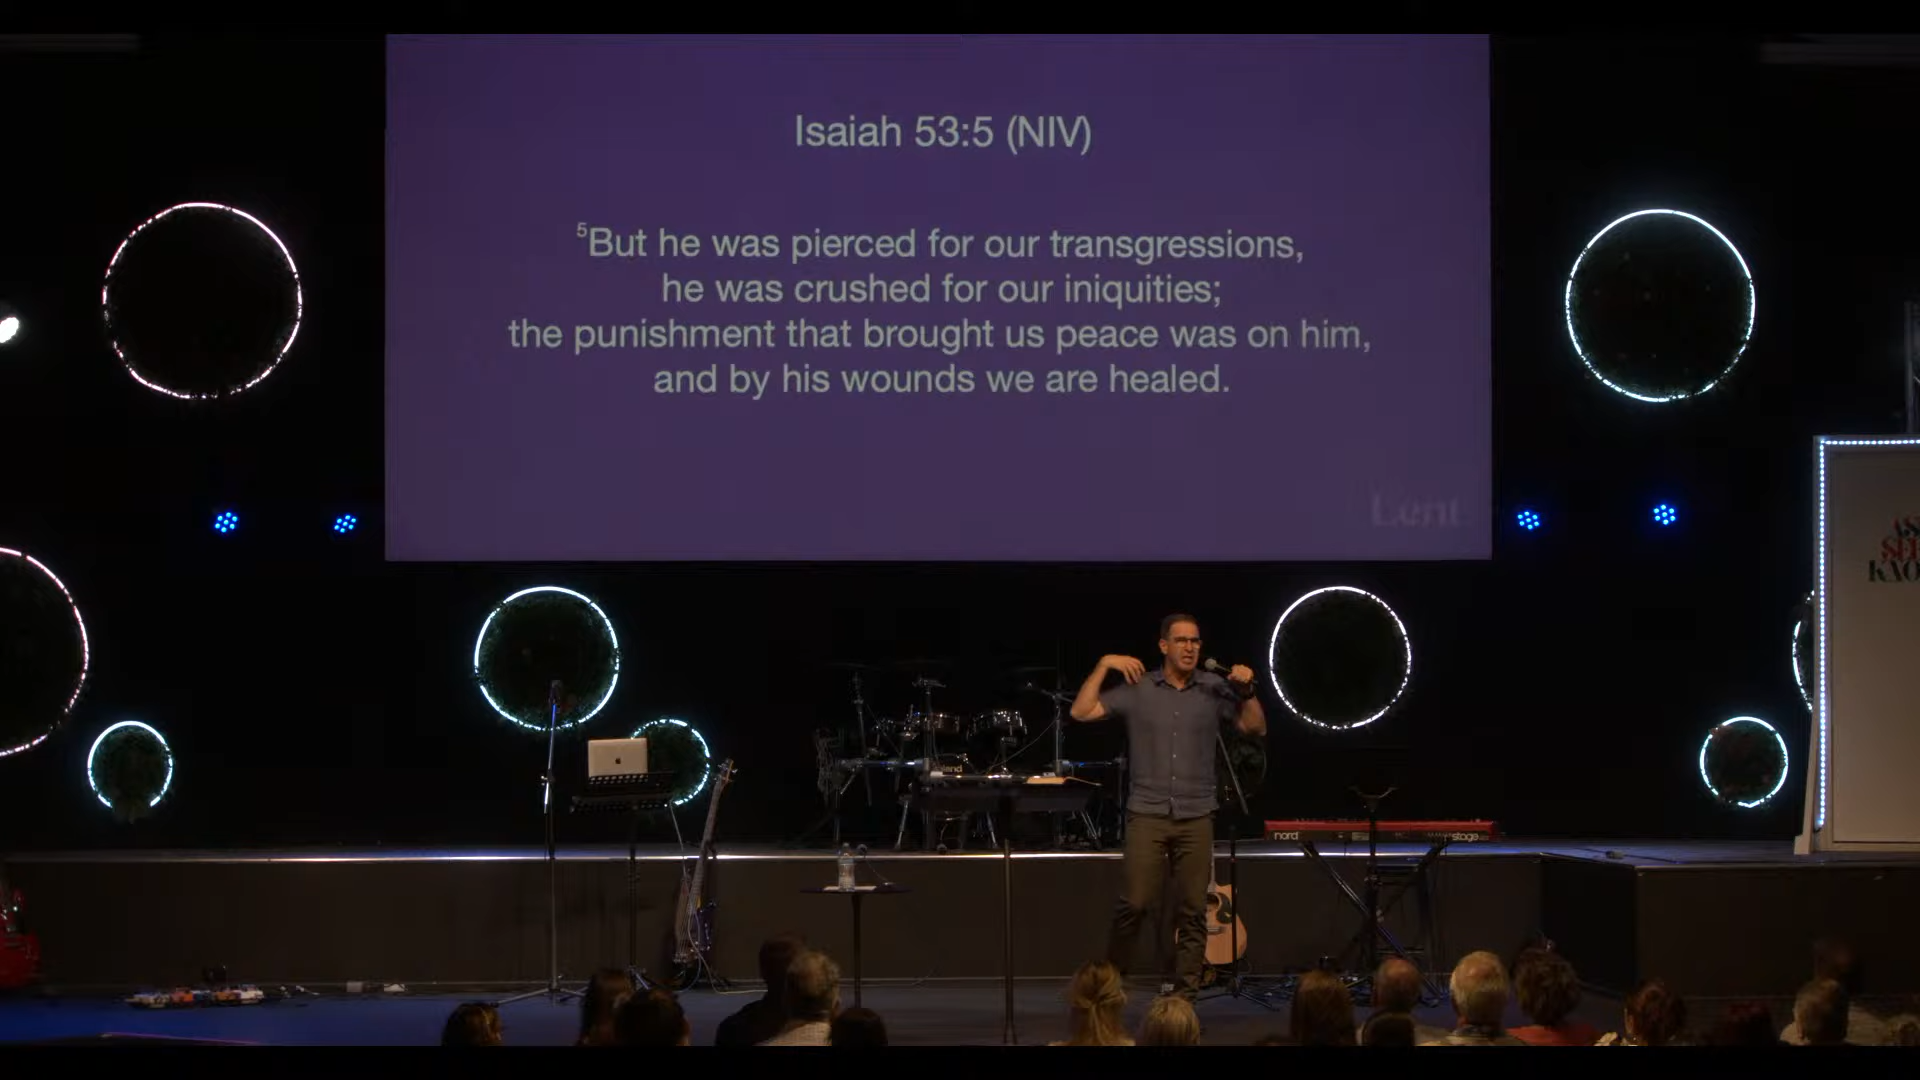 Isaiah 53:5 (NIV)
5But he was pierced for our transgressions,
he was crushed for our iniquities;
the punishment that brought us peace was on him,
and by his wounds we are healed.
Lent
nord
stage